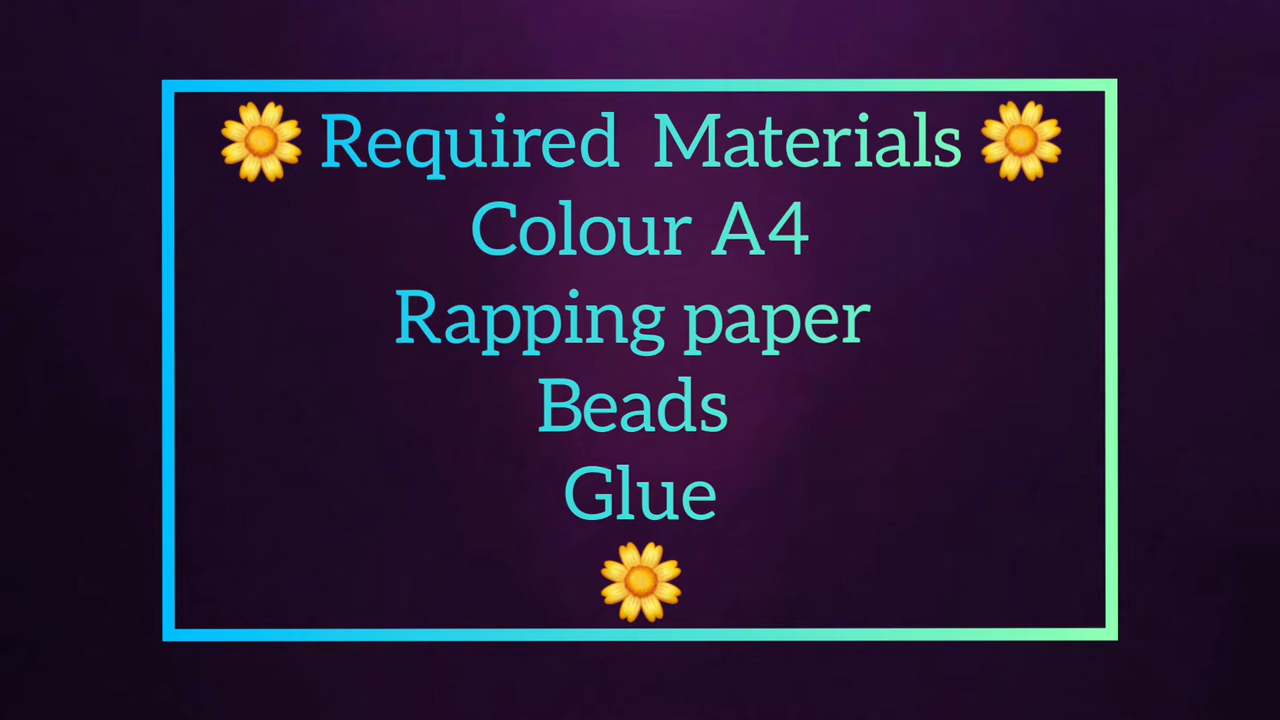 🌼 Required Materials 🌼
Colour A4
Rapping paper
Beads
Glue
🌼